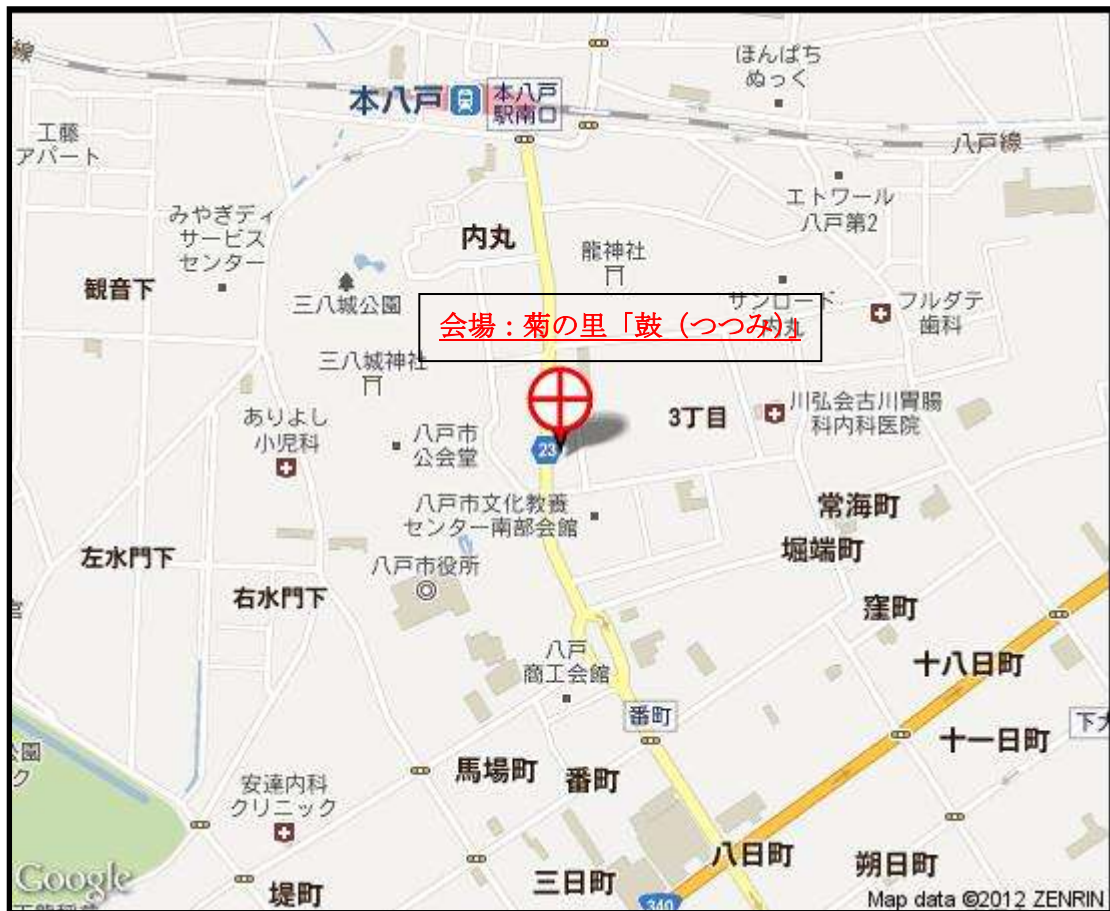 線
本八戸
本八戸
駅南口
ほんぱち
ぬっく
工藤
アパート
八戸線
エトワール
八戸第2
みやぎディ
サービス
センター
内丸
龍神社
観音下
三八城公園
サンロード
内丸
フルダテ
歯科
会場：菊の里「鼓（つつみ）」
三八城神社
ありよし
小児科
八戸市
公会堂
3丁目
川弘会古川胃腸
科内科医院
23
八戸市文化教養
センター南部会館
常海町
堀端町
左水門下
八戸市役所
右水門下
窪町
八戸
商工会館
十八日町
番町
下大
十一日町
公園
ク
馬場町
番町
安達内科
クリニック
八日町
朔日町
Google
堤町
三日町
340
Map data ©2012 ZENRIN